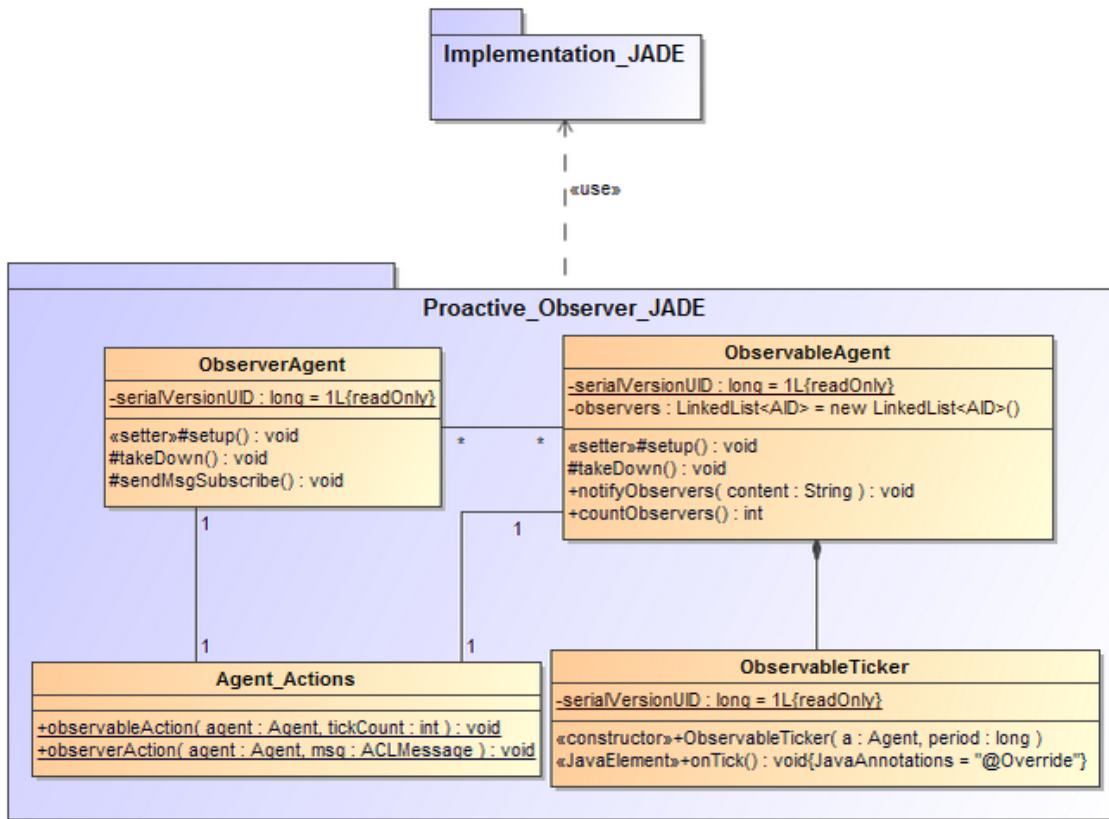 Implementation_JADE
«use»
Proactive_Observer_JADE
ObserverAgent
-serialVersionUID : long = 1L{readOnly}
«setter»#setup() : void
#takeDown() : void
#sendMsgSubscribe() : void
ObservableAgent
-serialVersionUID : long = 1L{readOnly}
-observers : LinkedList<AID> = new LinkedList<AID>()
«setter»#setup() : void
#takeDown() : void
+notifyObservers( content : String ) : void
+countObservers() : int
* *
1 1
1 1
Agent_Actions
+observableAction( agent : Agent, tickCount : int ) : void
+observerAction( agent : Agent, msg : ACLMessage ) : void
ObservableTicker
-serialVersionUID : long = 1L{readOnly}
«constructor»+ObservableTicker( a : Agent, period : long )
«JavaElement»+onTick() : void{JavaAnnotations = "@Override"}